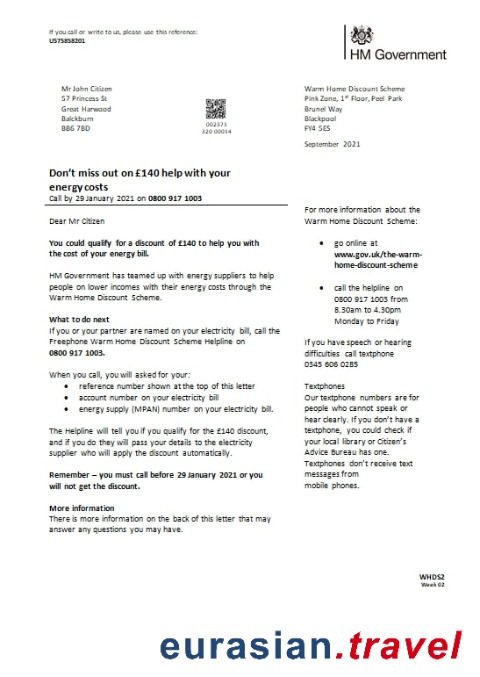 If you call or write to us, please use this reference:
U575858201
HM Government
Mr John Citizen
57 Princess St
Great Harwood
Balckburn
BB6 7BD
002371
320 00014
Warm Home Discount Scheme
Pink Zone, 1st Floor, Peel Park
Brunel Way
Blackpool
FY4 5ES
September 2021
Don't miss out on £140 help with your
energy costs
Call by 29 January 2021 on 0800 917 1003
Dear Mr Citizen
You could qualify for a discount of £140 to help you with
the cost of your energy bill.
HM Government has teamed up with energy suppliers to help
people on lower incomes with their energy costs through the
Warm Home Discount Scheme.
What to do next
If you or your partner are named on your electricity bill, call the
Freephone Warm Home Discount Scheme Helpline on
0800 917 1003.
When you call, you will asked for your:
• reference number shown at the top of this letter
• account number on your electricity bill
• energy supply (MPAN) number on your electricity bill.
The Helpline will tell you if you qualify for the £140 discount,
and if you do they will pass your details to the electricity
supplier who will apply the discount automatically.
Remember – you must call before 29 January 2021 or you
will not get the discount.
More information
There is more information on the back of this letter that may
answer any questions you may have.
For more information about the
Warm Home Discount Scheme:
• go online at
www.gov.uk/the-warm-
home-discount-scheme
• call the helpline on
0800 917 1003 from
8.30am to 4.30pm
Monday to Friday
If you have speech or hearing
difficulties call textphone
0345 606 0285
Textphones
Our textphone numbers are for
people who cannot speak or
hear clearly. If you don't have a
textphone, you could check if
your local library or Citizen's
Advice Bureau has one.
Textphones don't receive text
messages from
mobile phones.
WHDS2
Week 02
eurasian.travel